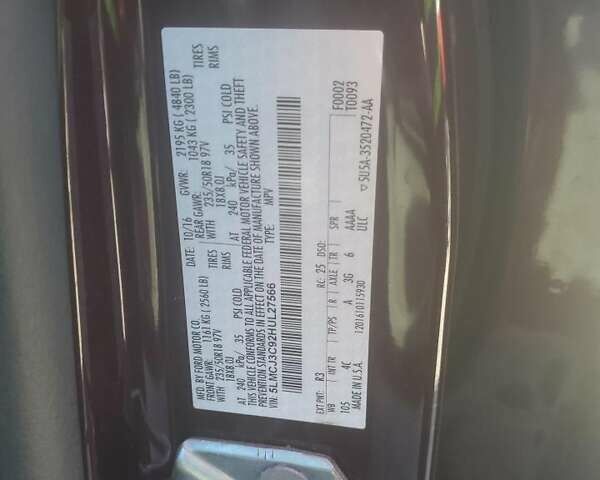 MFD. BY FORD MOTOR CO.
DATE: 10/16 GVWR: 2195 KG ( 4840 LB)
FRONT GAWR: 1161 KG ( 2560 LB) REAR GAWR: 1043 KG ( 2300 LB)
WITH 235/50R18 97V TIRES WITH 235/50R18 97V TIRES
18X8.0J RIMS 18X8.0J RIMS
AT 240 kPa/ 35 PSI COLD AT 240 kPa/ 35 PSI COLD
THIS VEHICLE CONFORMS TO ALL APPLICABLE FEDERAL MOTOR VEHICLE SAFETY AND THEFT
PREVENTION STANDARDS IN EFFECT ON THE DATE OF MANUFACTURE SHOWN ABOVE.
VIN: 5LMCJ3C92HUL27566 TYPE: MPV
F0002
T0093
EXT PNT: R3 RC: 25 DSO:
WB INT TR TP/PS R AXLE TR SPR
105 4C A 3G 6 AAAA
MADE IN U.S.A. 120161011 5930 ULC
▽ 5U5A-3520472-AA